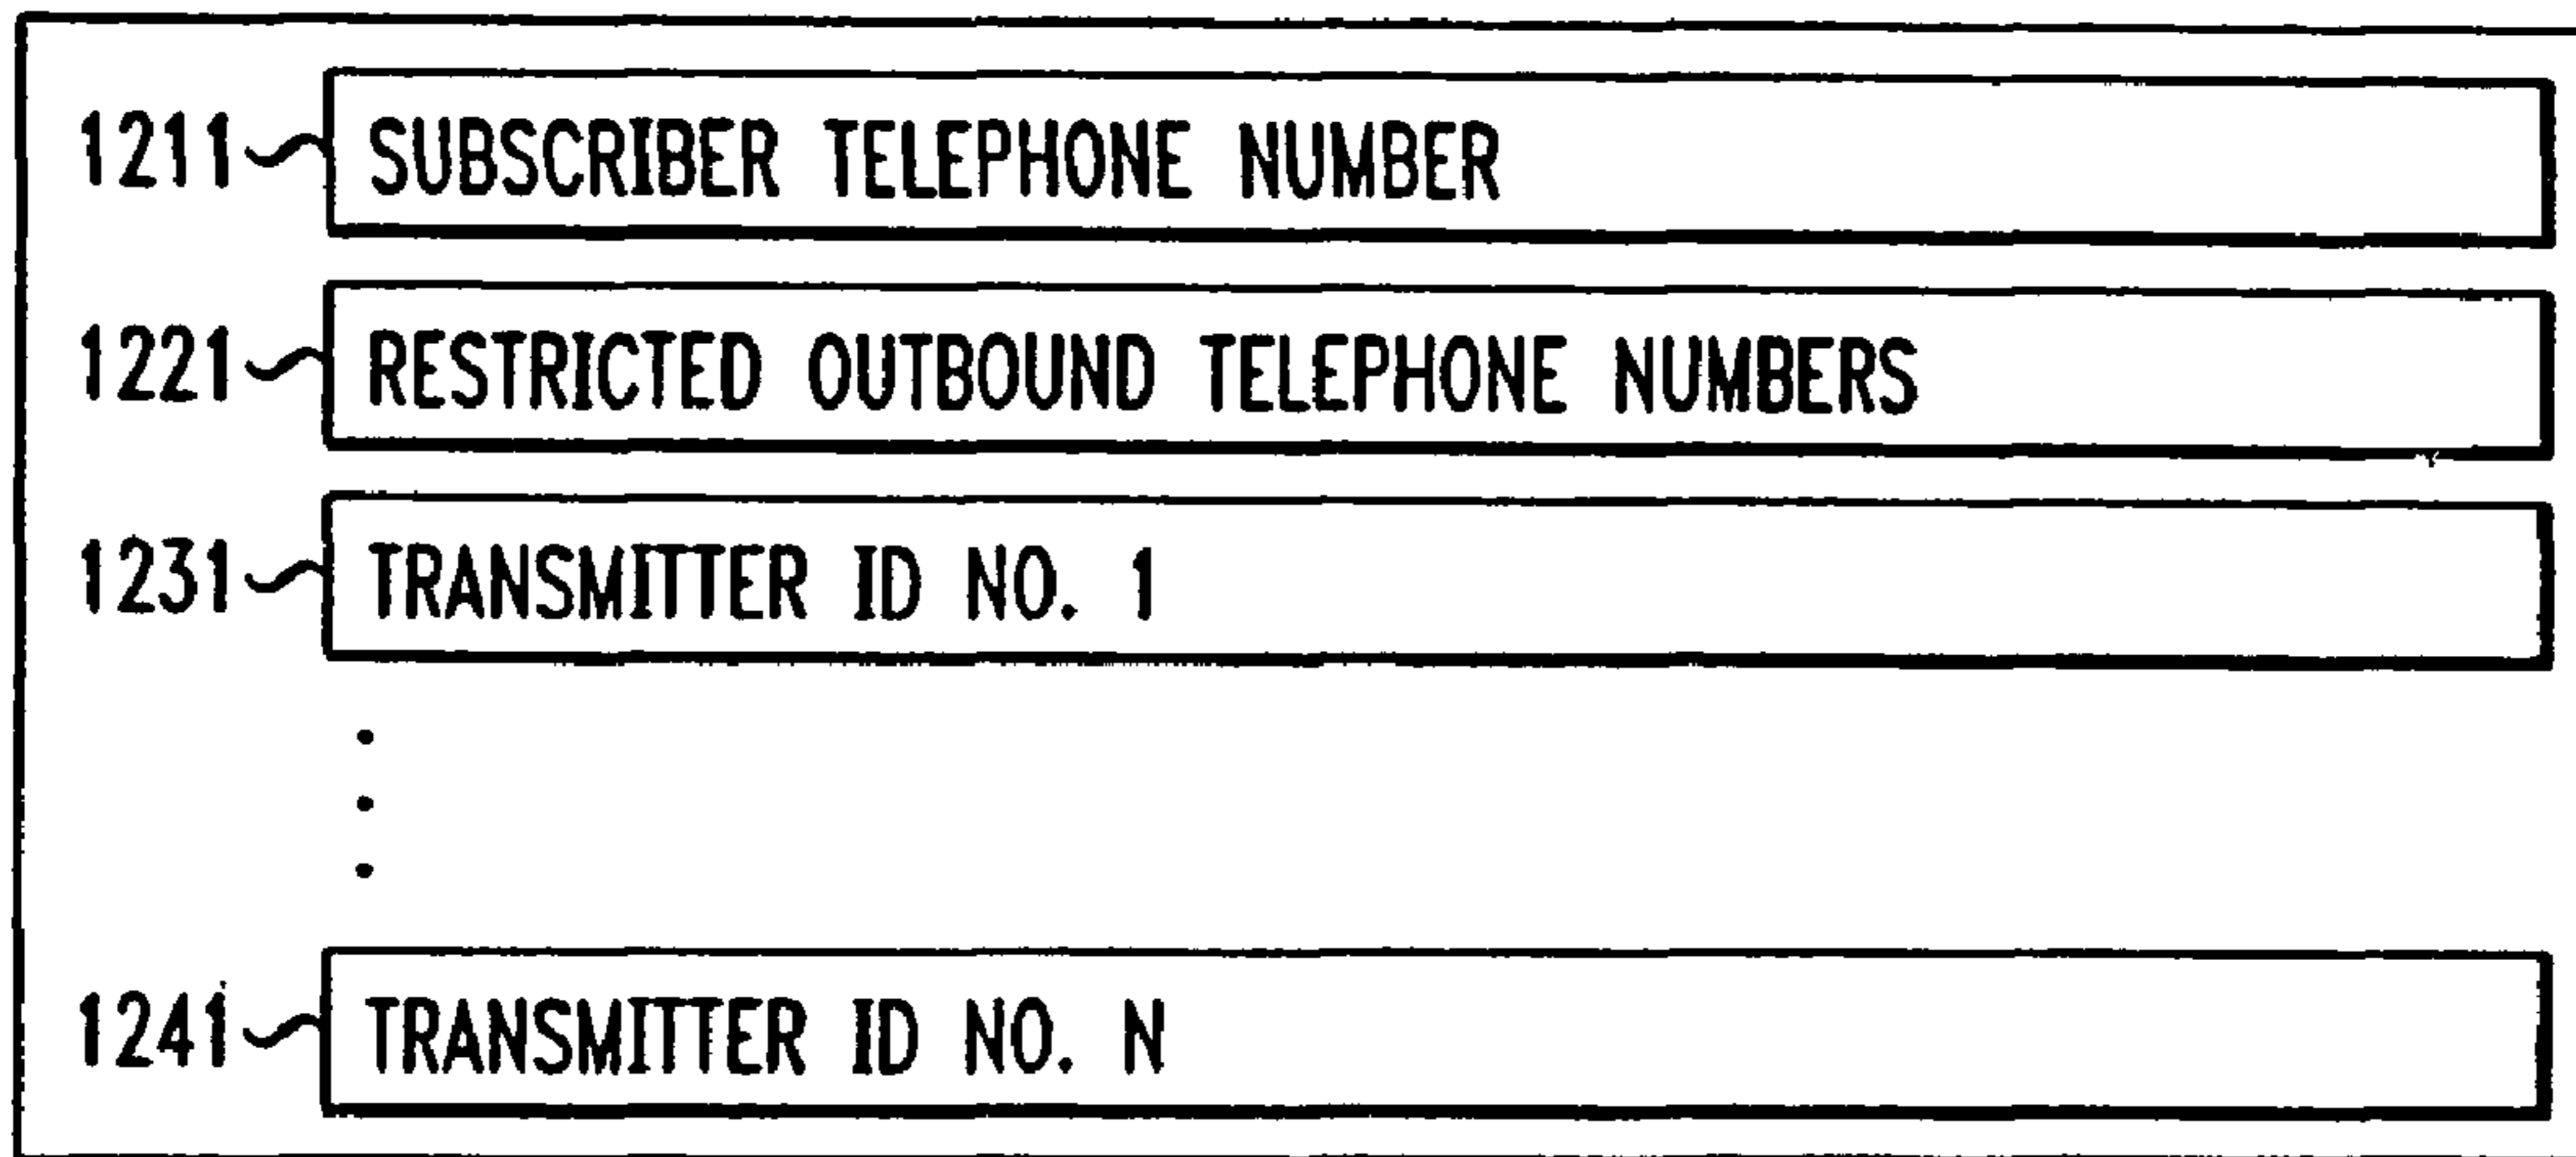 1211 SUBSCRIBER TELEPHONE NUMBER
1221 RESTRICTED OUTBOUND TELEPHONE NUMBERS
1231 TRANSMITTER ID NO. 1
1241 TRANSMITTER ID NO. N